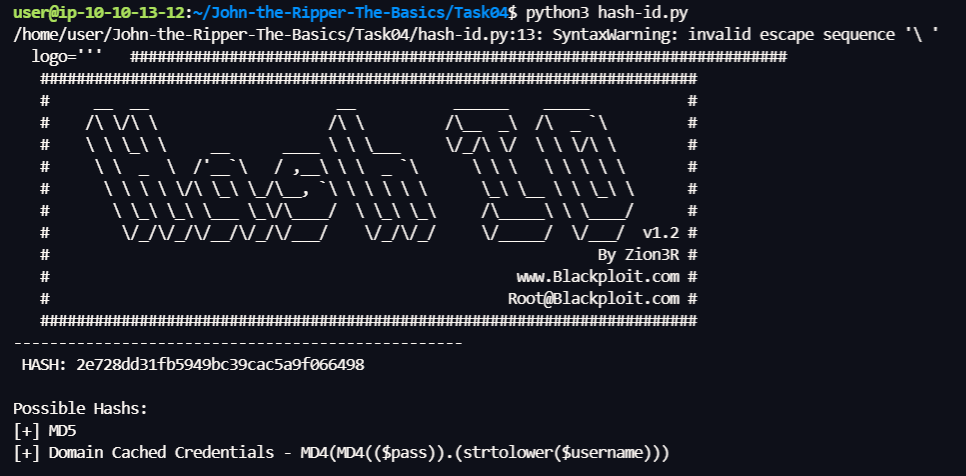 user@ip-10-10-13-12:~/John-the-Ripper-The-Basics/Task04$ python3 hash-id.py
/home/user/John-the-Ripper-The-Basics/Task04/hash-id.py:13: SyntaxWarning: invalid escape sequence '\ '
logo=''' #########################################################################
#########################################################################
Hash ID
v1.2 #
# By Zion3R #
# www.Blackploit.com #
# Root@Blackploit.com #
#########################################################################
--------------------------------------------------
HASH: 2e728dd31fb5949bc39cac5a9f066498

Possible Hashs:
[+] MD5
[+] Domain Cached Credentials - MD4(MD4(($pass)).(strtolower($username)))